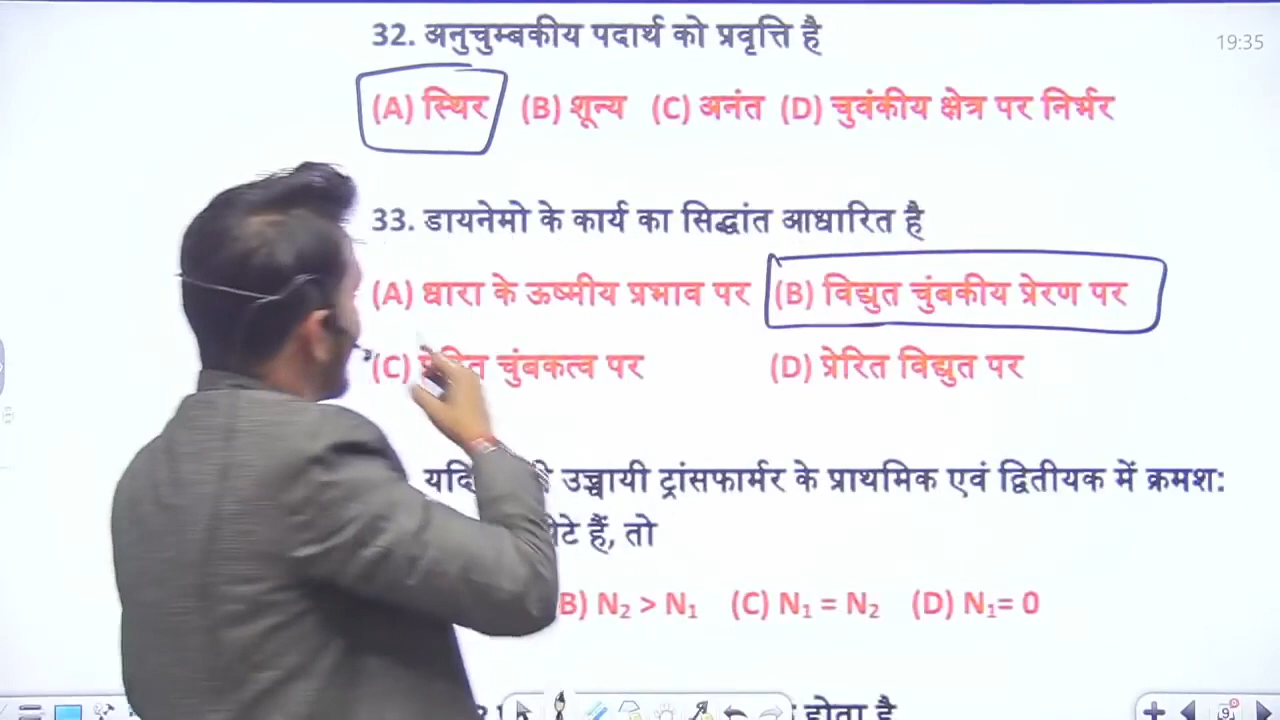 32. अनुचुम्बकीय पदार्थ को प्रवृत्ति है
19:35
(A) स्थिर (B) शून्य (C) अनंत (D) चुवंकीय क्षेत्र पर निर्भर
33. डायनेमो के कार्य का सिद्धांत आधारित है
(A) धारा के ऊष्मीय प्रभाव पर (B) विद्युत चुंबकीय प्रेरण पर
(C) प्रेरित चुंबकत्व पर (D) प्रेरित विद्युत पर
उच्चायी ट्रांसफार्मर के प्राथमिक एवं द्वितीयक में क्रमश:
हैं, तो
B) N₂ > N₁ (C) N₁ = N₂ (D) N₁= 0
होता है
9